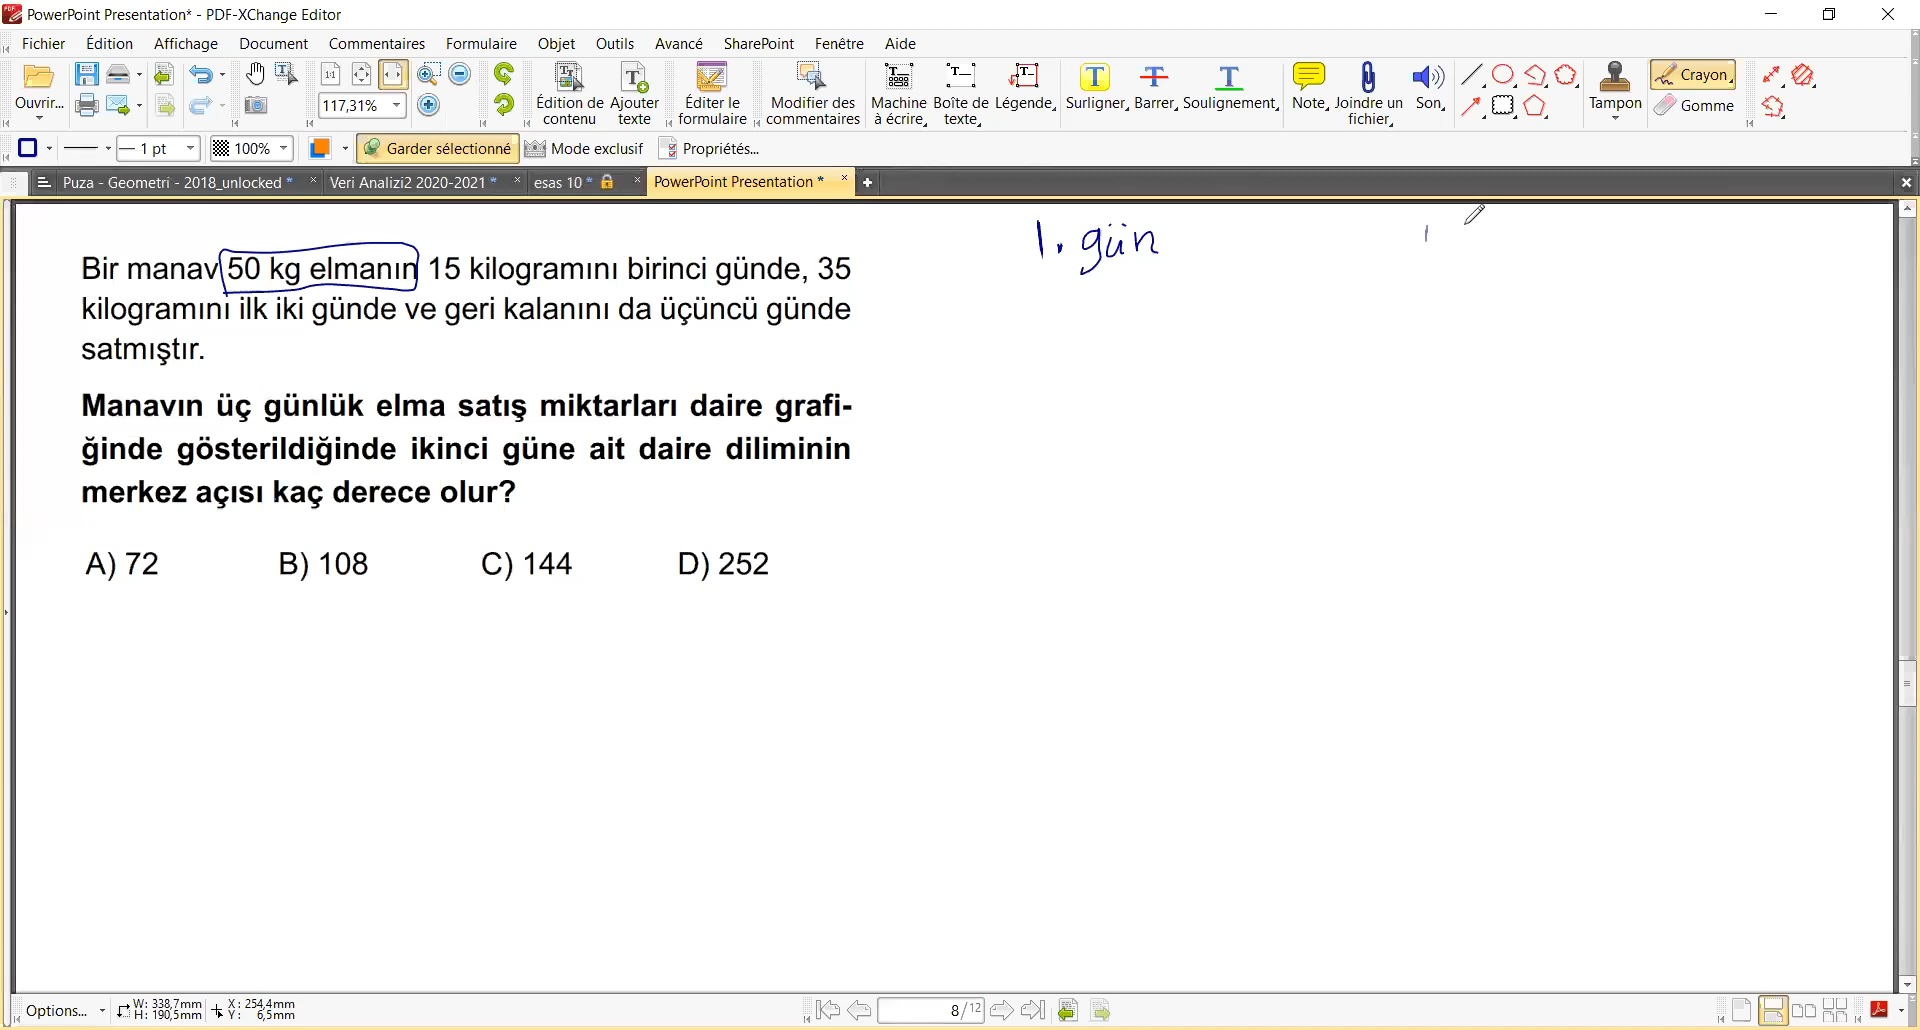 PowerPoint Presentation* - PDF-XChange Editor
Fichier Édition Affichage Document Commentaires Formulaire Objet Outils Avancé SharePoint Fenêtre Aide
Ouvrir...
117,31%
Édition de contenu
Ajouter texte
Éditer le formulaire
Modifier des commentaires
Machine à écrire
Boîte de texte
Légende
Surligner
Barrer
Soulignement
Note
Joindre un fichier
Son
Tampon
Crayon
Gomme
1 pt 100% Garder sélectionné Mode exclusif Propriétés...
Puza - Geometri - 2018_unlocked * Veri Analizi2 2020-2021 * esas 10 * PowerPoint Presentation *
1. gün
Bir manav 50 kg elmanın 15 kilogramını birinci günde, 35
kilogramını ilk iki günde ve geri kalanını da üçüncü günde
satmıştır.
Manavın üç günlük elma satış miktarları daire grafi-
ğinde gösterildiğinde ikinci güne ait daire diliminin
merkez açısı kaç derece olur?
A) 72 B) 108 C) 144 D) 252
Options...
W: 338,7mm
H: 190,5mm
X: 254,4mm
Y: 6,5mm
8/12